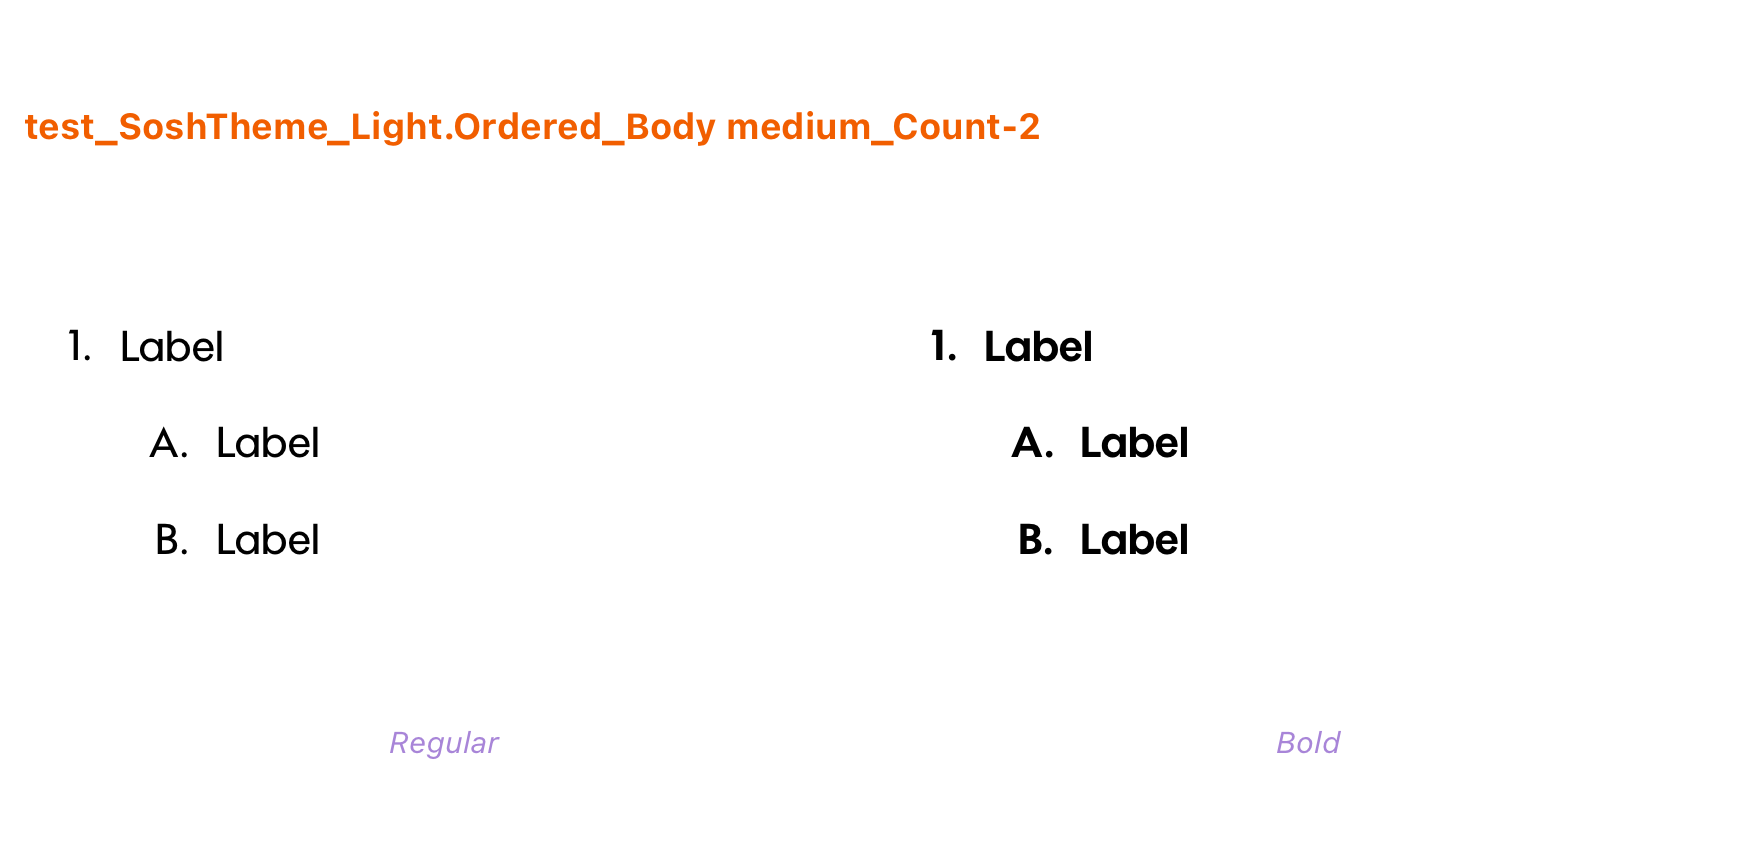 test_SoshTheme_Light.Ordered_Body medium_Count-2
1. Label
A. Label
B. Label
Regular
1. Label
A. Label
B. Label
Bold